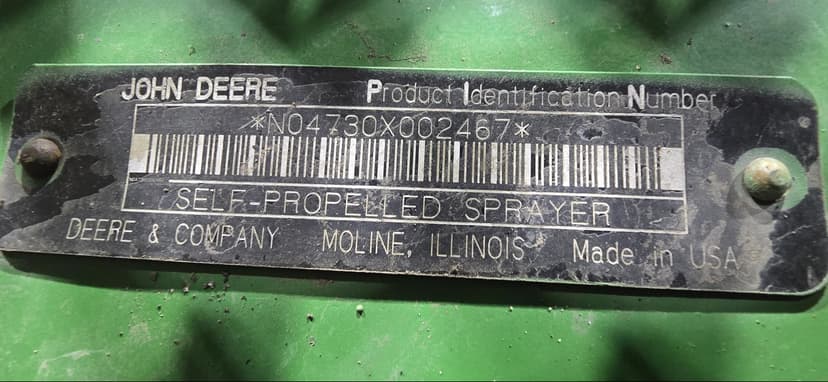 JOHN DEERE Product Identification Number
*N04730X002467*
SELF-PROPELLED SPRAYER
DEERE & COMPANY MOLINE, ILLINOIS Made in USA